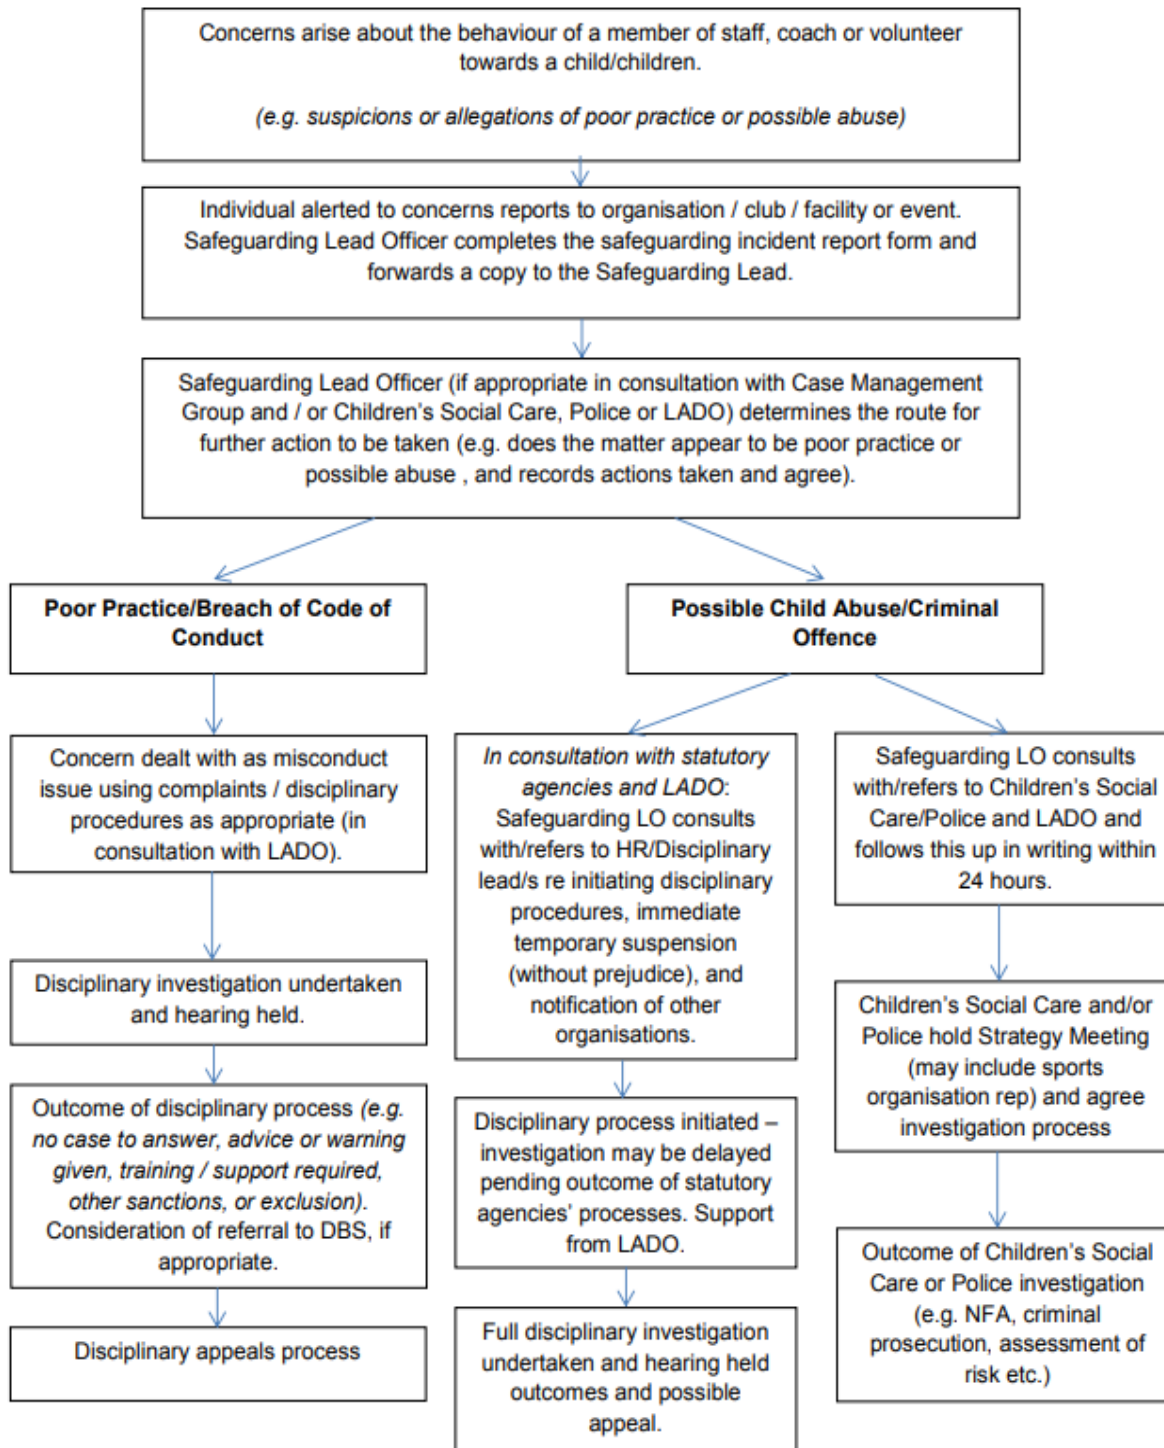 Concerns arise about the behaviour of a member of staff, coach or volunteer
towards a child/children.
(e.g. suspicions or allegations of poor practice or possible abuse)
Individual alerted to concerns reports to organisation / club / facility or event.
Safeguarding Lead Officer completes the safeguarding incident report form and
forwards a copy to the Safeguarding Lead.
Safeguarding Lead Officer (if appropriate in consultation with Case Management
Group and / or Children's Social Care, Police or LADO) determines the route for
further action to be taken (e.g. does the matter appear to be poor practice or
possible abuse , and records actions taken and agree).
Poor Practice/Breach of Code of
Conduct
Concern dealt with as misconduct
issue using complaints / disciplinary
procedures as appropriate (in
consultation with LADO).
Disciplinary investigation undertaken
and hearing held.
Outcome of disciplinary process (e.g.
no case to answer, advice or warning
given, training / support required,
other sanctions, or exclusion).
Consideration of referral to DBS, if
appropriate.
Disciplinary appeals process
Possible Child Abuse/Criminal
Offence
In consultation with statutory
agencies and LADO:
Safeguarding LO consults
with/refers to HR/Disciplinary
lead/s re initiating disciplinary
procedures, immediate
temporary suspension
(without prejudice), and
notification of other
organisations.
Disciplinary process initiated –
investigation may be delayed
pending outcome of statutory
agencies' processes. Support
from LADO.
Full disciplinary investigation
undertaken and hearing held
outcomes and possible
appeal.
Safeguarding LO consults
with/refers to Children's Social
Care/Police and LADO and
follows this up in writing within
24 hours.
Children's Social Care and/or
Police hold Strategy Meeting
(may include sports
organisation rep) and agree
investigation process
Outcome of Children's Social
Care or Police investigation
(e.g. NFA, criminal
prosecution, assessment of
risk etc.)